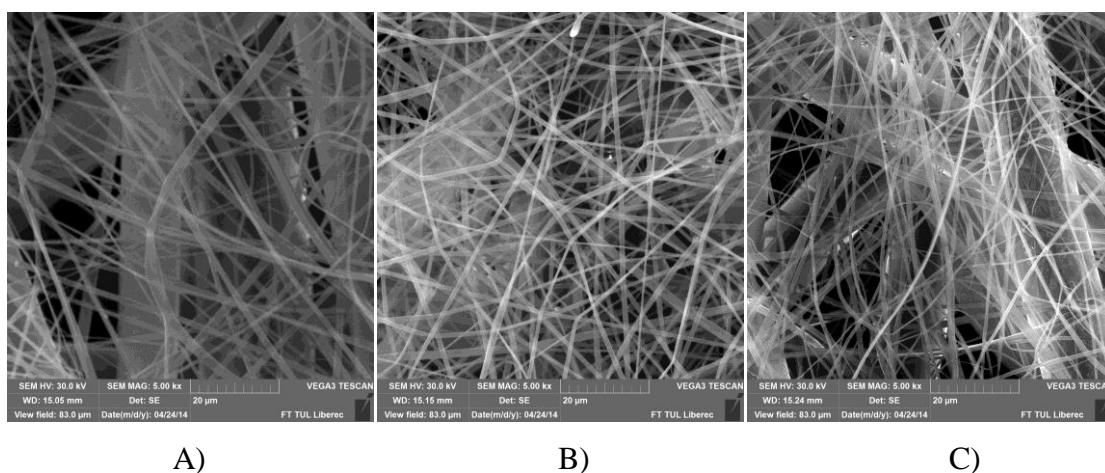 SEM HV: 30.0 kV SEM MAG: 5.00 kx VEGA3 TESCAN
WD: 15.05 mm Det: SE 20 µm
View field: 83.0 µm Date(m/d/y): 04/24/14 FT TUL Liberec
SEM HV: 30.0 kV SEM MAG: 5.00 kx VEGA3 TESCAN
WD: 15.15 mm Det: SE 20 µm
View field: 83.0 µm Date(m/d/y): 04/24/14 FT TUL Liberec
SEM HV: 30.0 kV SEM MAG: 5.00 kx VEGA3 TESCAN
WD: 15.24 mm Det: SE 20 µm
View field: 83.0 µm Date(m/d/y): 04/24/14 FT TUL Liberec
A) B) C)